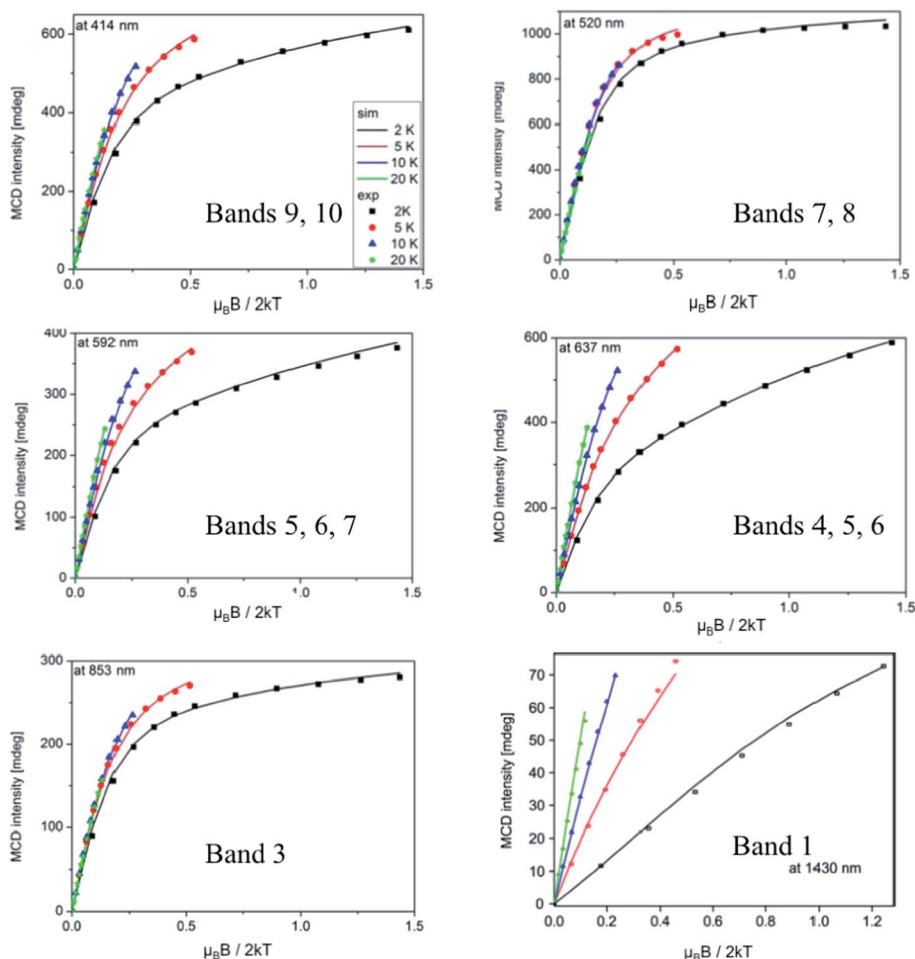 at 414 nm
600
400
200
0
MCD intensity [mdeg]
sim
2 K
5 K
10 K
20 K
exp
2K
5 K
10 K
20 K
Bands 9, 10
0.0 0.5 1.0 1.5
μBB / 2kT
at 520 nm
1000
800
600
400
200
0
MCD intensity [mdeg]
Bands 7, 8
0.0 0.5 1.0 1.5
μBB / 2kT
at 592 nm
400
300
200
100
0
MCD intensity [mdeg]
Bands 5, 6, 7
0.0 0.5 1.0 1.5
μBB / 2kT
at 637 nm
600
400
200
0
MCD intensity [mdeg]
Bands 4, 5, 6
0.0 0.5 1.0 1.5
μBB / 2kT
at 853 nm
300
200
100
0
MCD intensity [mdeg]
Band 3
0.0 0.5 1.0 1.5
μBB / 2kT
70
60
50
40
30
20
10
0
MCD intensity [mdeg]
Band 1
at 1430 nm
0.0 0.2 0.4 0.6 0.8 1.0 1.2
μBB / 2kT